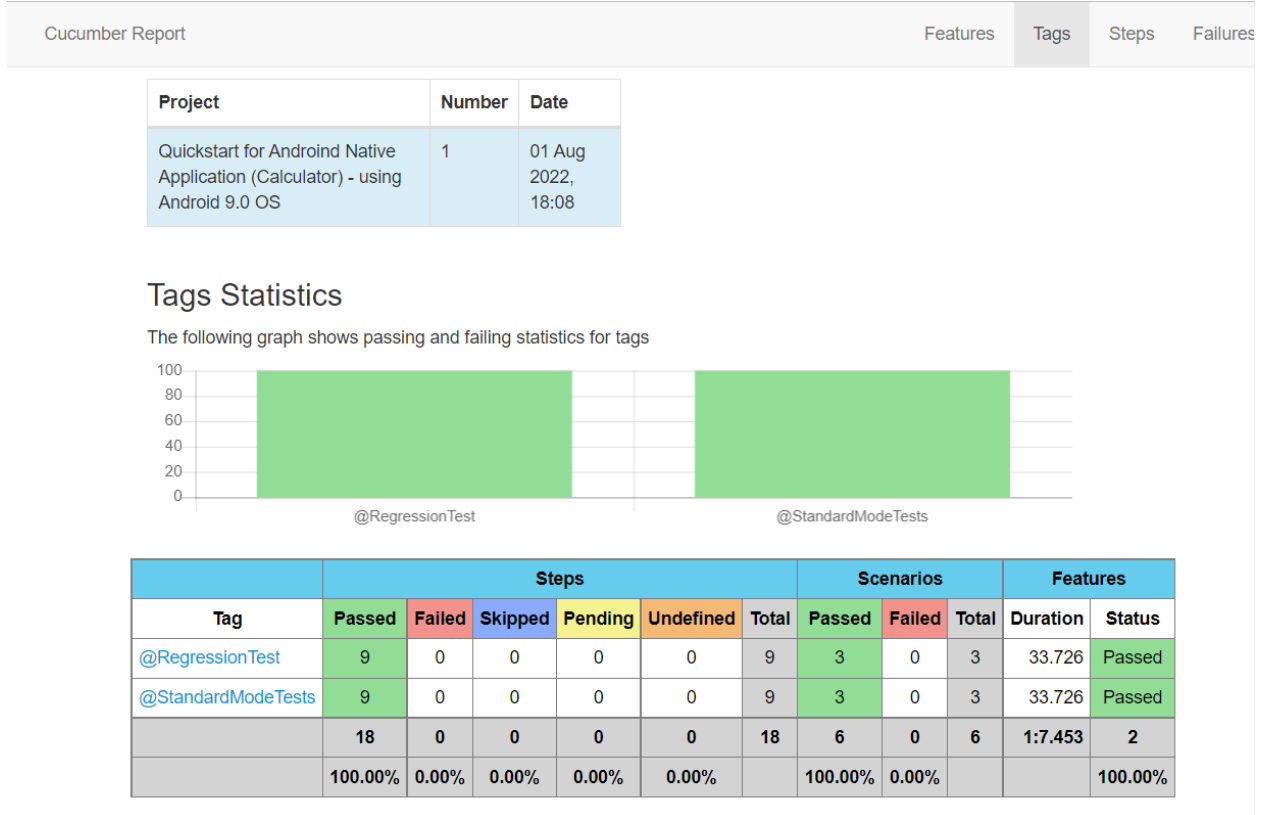 Cucumber Report Features Tags Steps Failures
Project Number Date
Quickstart for Androind Native 1 01 Aug
Application (Calculator) - using 2022,
Android 9.0 OS 18:08
Tags Statistics
The following graph shows passing and failing statistics for tags
100
80
60
40
20
0
@RegressionTest @StandardModeTests
Steps Scenarios Features
Tag Passed Failed Skipped Pending Undefined Total Passed Failed Total Duration Status
@RegressionTest 9 0 0 0 0 9 3 0 3 33.726 Passed
@StandardModeTests 9 0 0 0 0 9 3 0 3 33.726 Passed
18 0 0 0 0 18 6 0 6 1:7.453 2
100.00% 0.00% 0.00% 0.00% 0.00% 100.00% 0.00% 100.00%